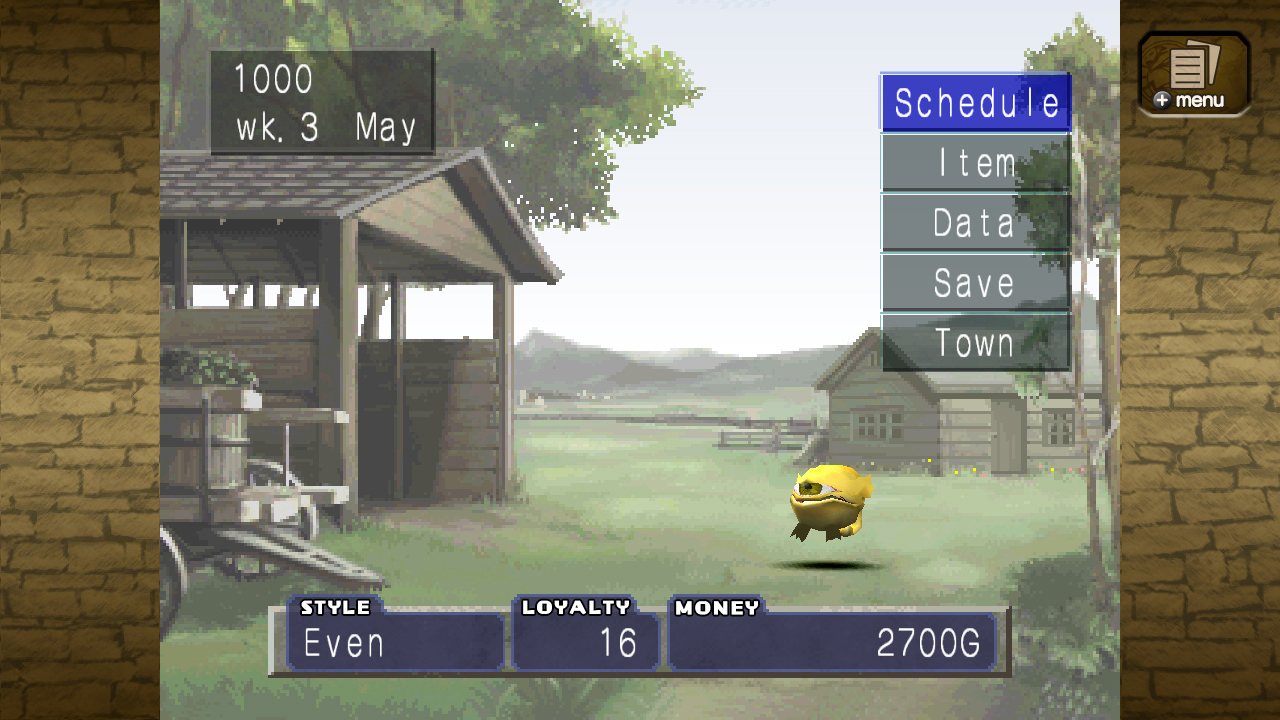 1000
wk. 3 May
Schedule
Item
Data
Save
Town
+ menu
STYLE
Even
LOYALTY
16
MONEY
2700G